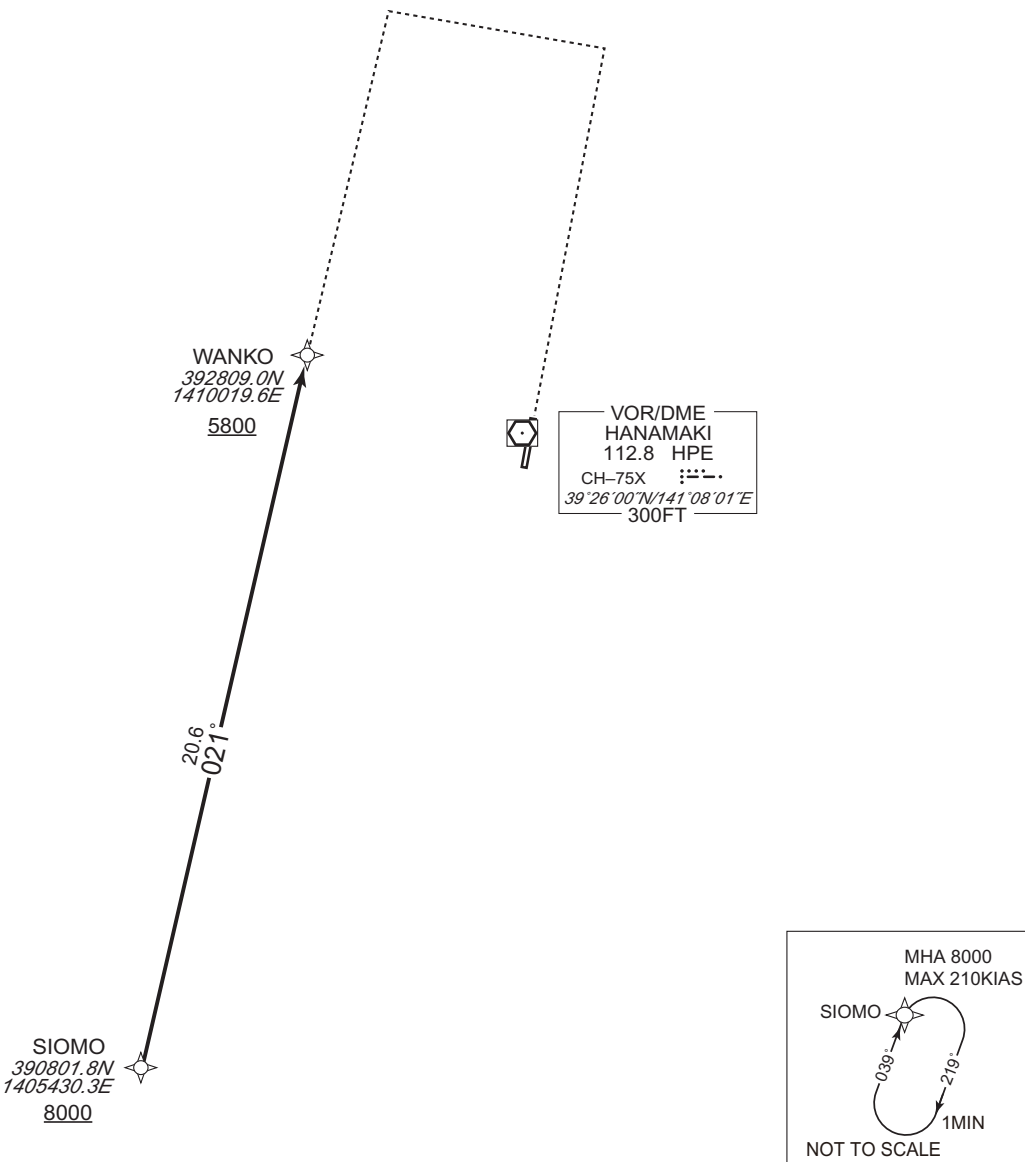 WANKO
392809.0N
1410019.6E
5800
VOR/DME
HANAMAKI
112.8 HPE
CH–75X
39°26′00″N/141°08′01″E
300FT
20.6
021°
SIOMO
390801.8N
1405430.3E
8000
MHA 8000
MAX 210KIAS
SIOMO
039°
219°
1MIN
NOT TO SCALE